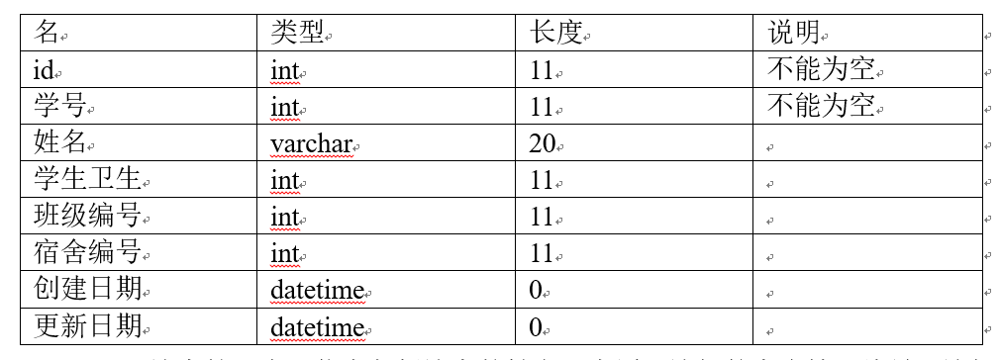 名 类型 长度 说明
id int 11 不能为空
学号 int 11 不能为空
姓名 varchar 20
学生卫生 int 11
班级编号 int 11
宿舍编号 int 11
创建日期 datetime 0
更新日期 datetime 0